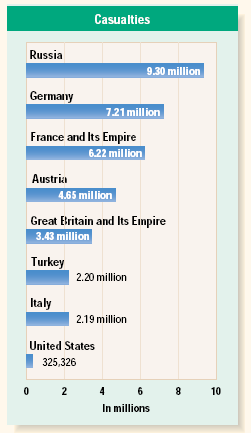 Casualties
Russia
9.30 million
Germany
7.21 million
France and Its Empire
6.22 million
Austria
4.65 million
Great Britain and Its Empire
3.43 million
Turkey
2.20 million
Italy
2.19 million
United States
325,326
0 2 4 6 8 10
In millions